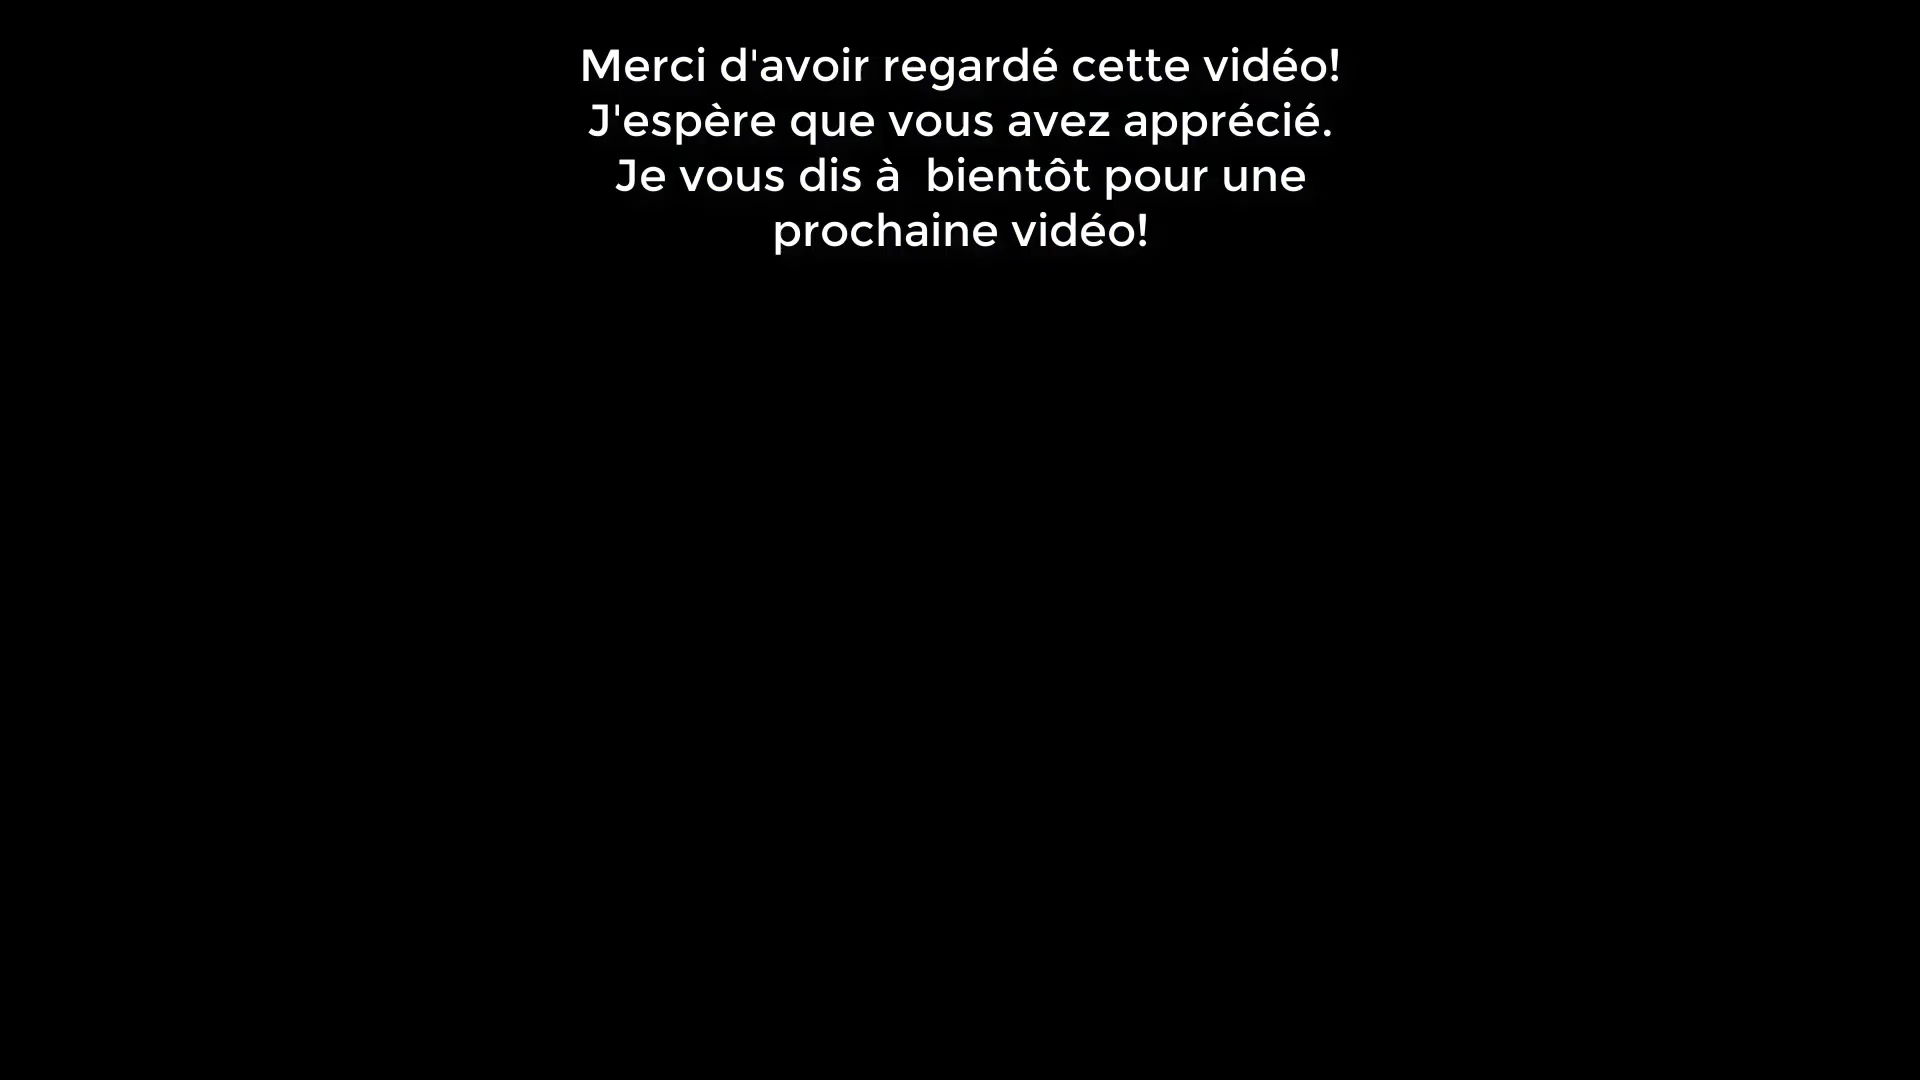 Merci d'avoir regardé cette vidéo!
J'espère que vous avez apprécié.
Je vous dis à  bientôt pour une
prochaine vidéo!